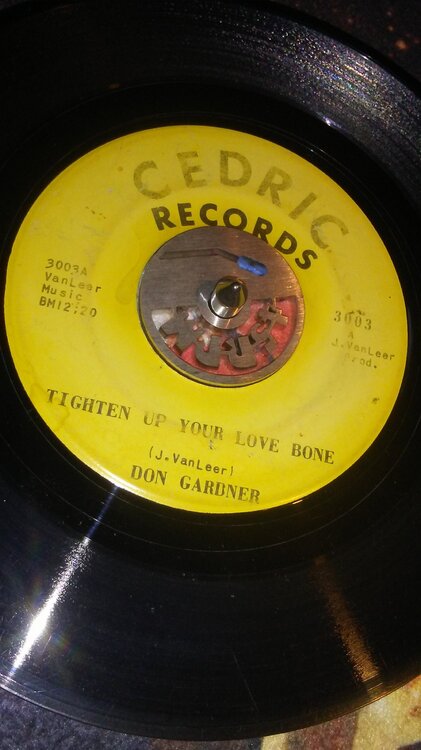 CEDRIC
RECORDS
3003A
VanLeer
Music
BMI2;20
3003
A
J.VanLeer
Prod.
TIGHTEN UP YOUR LOVE BONE
(J.VanLeer)
DON GARDNER